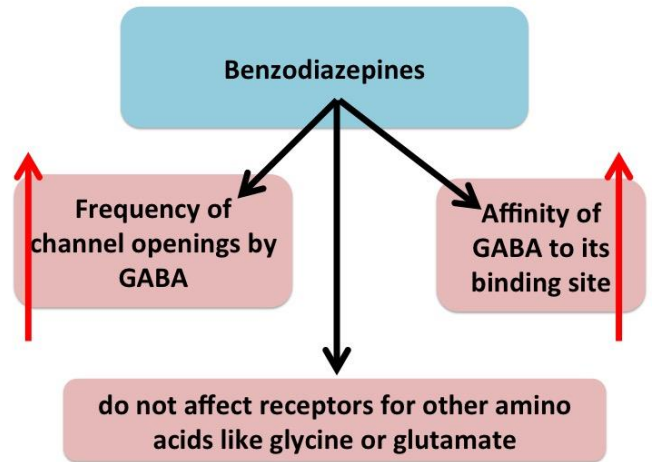 Benzodiazepines
Frequency of
channel openings by
GABA
Affinity of
GABA to its
binding site
do not affect receptors for other amino
acids like glycine or glutamate